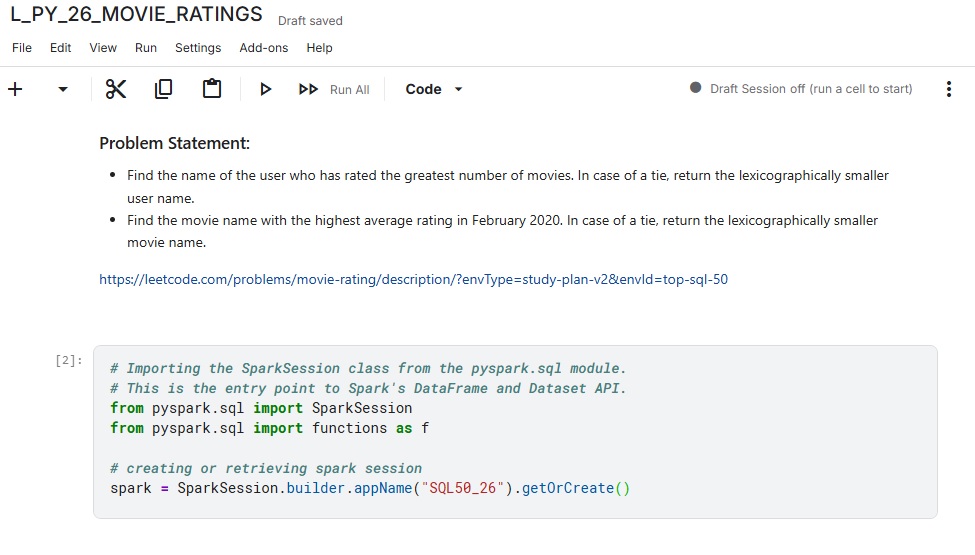 L_PY_26_MOVIE_RATINGS Draft saved
File Edit View Run Settings Add-ons Help
+ Run All Code Draft Session off (run a cell to start)
Problem Statement:
• Find the name of the user who has rated the greatest number of movies. In case of a tie, return the lexicographically smaller
user name.
• Find the movie name with the highest average rating in February 2020. In case of a tie, return the lexicographically smaller
movie name.
https://leetcode.com/problems/movie-rating/description/?envType=study-plan-v2&envId=top-sql-50
[2]:
# Importing the SparkSession class from the pyspark.sql module.
# This is the entry point to Spark's DataFrame and Dataset API.
from pyspark.sql import SparkSession
from pyspark.sql import functions as f
# creating or retrieving spark session
spark = SparkSession.builder.appName("SQL50_26").getOrCreate()